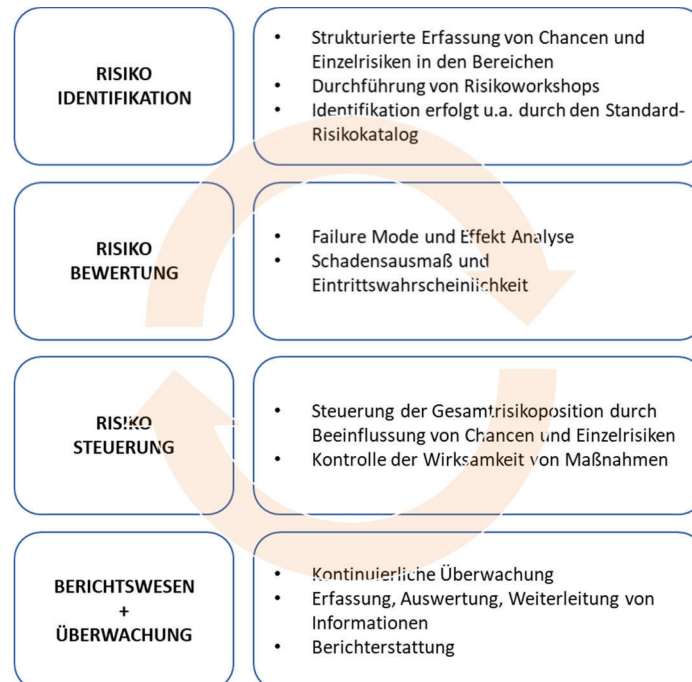 RISIKO
IDENTIFIKATION
• Strukturierte Erfassung von Chancen und
Einzelrisiken in den Bereichen
• Durchführung von Risikoworkshops
• Identifikation erfolgt u.a. durch den Standard-
Risikokatalog
RISIKO
BEWERTUNG
• Failure Mode und Effekt Analyse
• Schadensausmaß und
Eintrittswahrscheinlichkeit
RISIKO
STEUERUNG
• Steuerung der Gesamtrisikoposition durch
Beeinflussung von Chancen und Einzelrisiken
• Kontrolle der Wirksamkeit von Maßnahmen
BERICHTSWESEN
+
ÜBERWACHUNG
• Kontinuierliche Überwachung
• Erfassung, Auswertung, Weiterleitung von
Informationen
• Berichterstattung